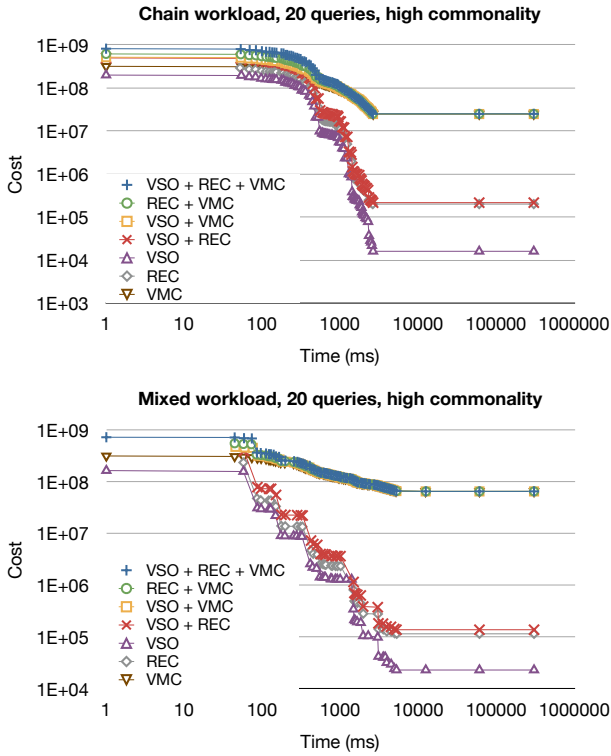 Chain workload, 20 queries, high commonality
1E+09
1E+08
1E+07
1E+06
1E+05
1E+04
1E+03
Cost
VSO + REC + VMC
REC + VMC
VSO + VMC
VSO + REC
VSO
REC
VMC
1 10 100 1000 10000 100000 1000000
Time (ms)
Mixed workload, 20 queries, high commonality
1E+09
1E+08
1E+07
1E+06
1E+05
1E+04
Cost
VSO + REC + VMC
REC + VMC
VSO + VMC
VSO + REC
VSO
REC
VMC
1 10 100 1000 10000 100000 1000000
Time (ms)